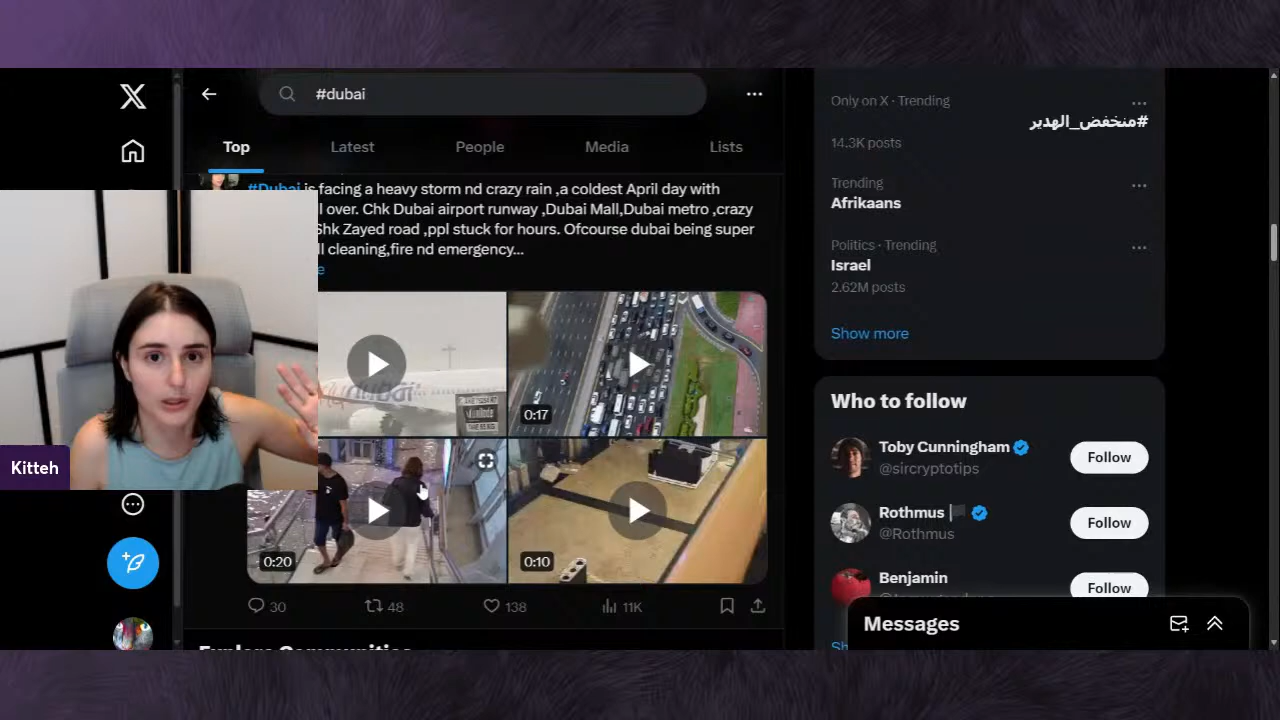 #dubai
Top
Latest
People
Media
Lists
#Dubai is facing a heavy storm nd crazy rain ,a coldest April day with
l over. Chk Dubai airport runway ,Dubai Mall,Dubai metro ,crazy
Shk Zayed road ,ppl stuck for hours. Ofcourse dubai being super
ll cleaning,fire nd emergency...
e
dubai
0:17
0:20
0:10
30
48
138
11K
Kitteh
Only on X · Trending
#منخفض_الهدير
14.3K posts
Trending
Afrikaans
Politics · Trending
Israel
2.62M posts
Show more
Who to follow
Toby Cunningham
@sircryptotips
Follow
Rothmus
@Rothmus
Follow
Benjamin
Follow
Sh
Messages